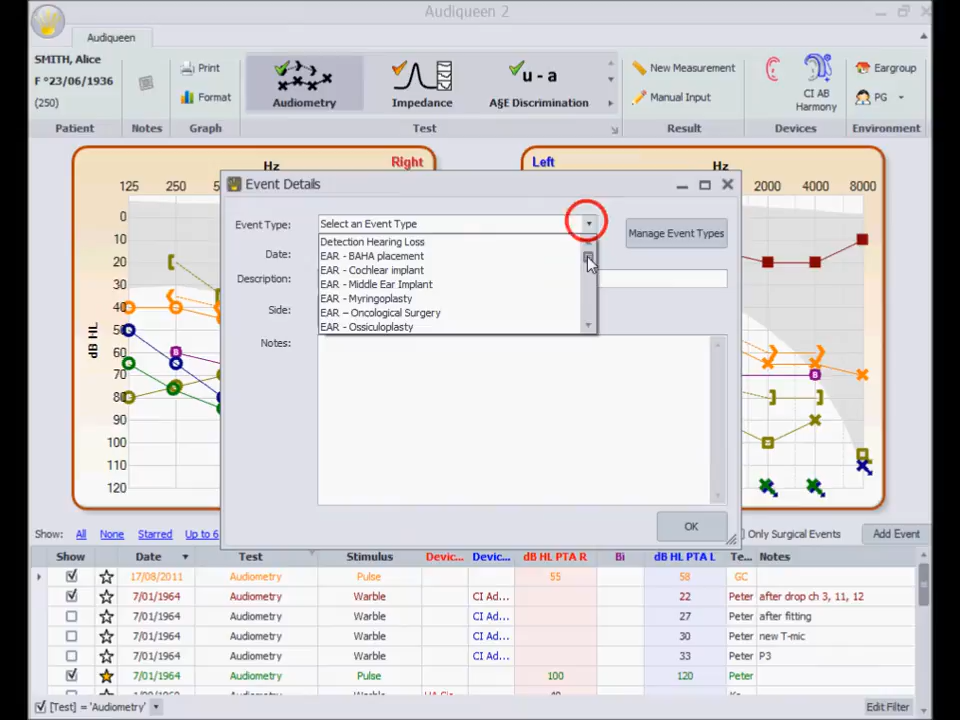 Audiqueen 2
Audiqueen
SMITH, Alice
F °23/06/1936
(250)
Print
Format
Audiometry
Impedance
u - a
A§E Discrimination
New Measurement
Manual Input
CI AB
Harmony
Eargroup
PG
Patient
Notes
Graph
Test
Result
Devices
Environment
Hz
Right
Left
Hz
125 250
2000 4000 8000
0
10
20
30
40
50
60
70
80
90
100
110
120
dB HL
B
B
Event Details
Event Type:
Select an Event Type
Manage Event Types
Detection Hearing Loss
EAR - BAHA placement
EAR - Cochlear implant
EAR - Middle Ear Implant
EAR - Myringoplasty
EAR – Oncological Surgery
EAR - Ossiculoplasty
Date:
Description:
Side:
Notes:
OK
Show: All None Starred Up to 6
Only Surgical Events
Add Event
Show Date Test Stimulus Devic... Devic... dB HL PTA R Bi dB HL PTA L Te... Notes
17/08/2011 Audiometry Pulse 55 58 GC
7/01/1964 Audiometry Warble CI Ad... 22 Peter after drop ch 3, 11, 12
7/01/1964 Audiometry Warble CI Ad... 27 Peter after fitting
7/01/1964 Audiometry Warble CI Ad... 30 Peter new T-mic
7/01/1964 Audiometry Warble CI Ad... 33 Peter P3
7/01/1964 Audiometry Pulse 100 120 Peter
[Test] = 'Audiometry'
Edit Filter